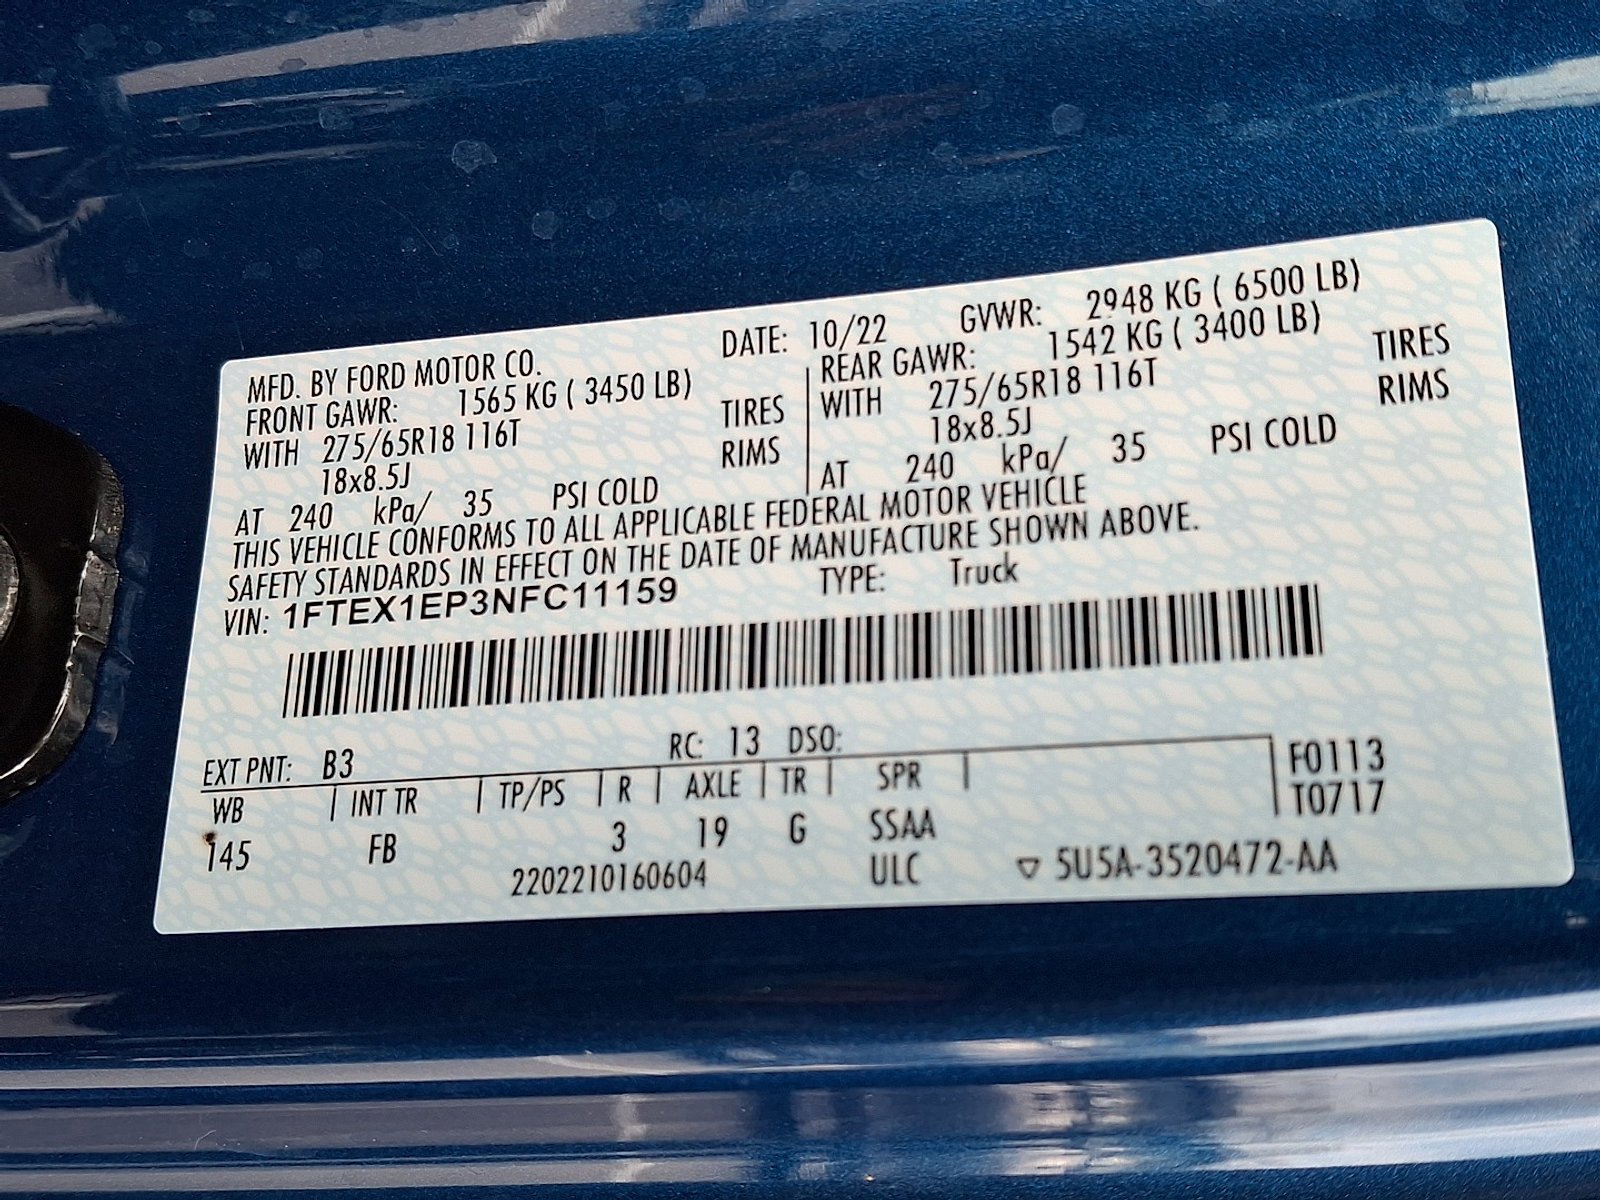 DATE: 10/22 GVWR: 2948 KG ( 6500 LB)
MFD. BY FORD MOTOR CO.
FRONT GAWR: 1565 KG ( 3450 LB)
WITH 275/65R18 116T TIRES
18x8.5J RIMS
AT 240 kPa/ 35 PSI COLD
REAR GAWR: 1542 KG ( 3400 LB)
WITH 275/65R18 116T TIRES
18x8.5J RIMS
AT 240 kPa/ 35 PSI COLD
THIS VEHICLE CONFORMS TO ALL APPLICABLE FEDERAL MOTOR VEHICLE
SAFETY STANDARDS IN EFFECT ON THE DATE OF MANUFACTURE SHOWN ABOVE.
VIN: 1FTEX1EP3NFC11159 TYPE: Truck
EXT PNT: B3 RC: 13 DSO:
WB | INT TR | TP/PS | R | AXLE | TR | SPR | F0113
T0717
145 FB 3 19 G SSAA
2202210160604 ULC ▽ 5U5A-3520472-AA